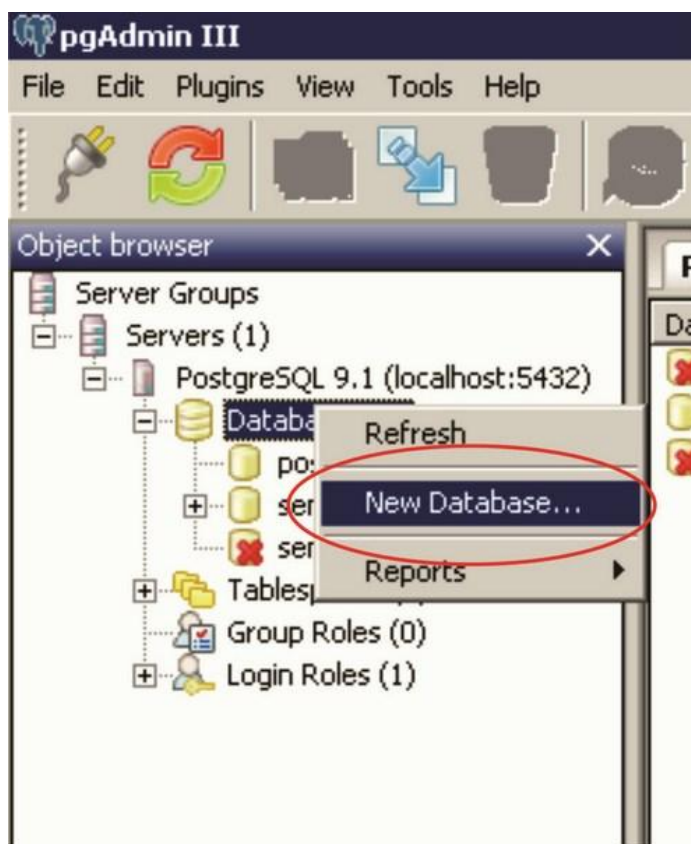 pgAdmin III
File Edit Plugins View Tools Help
Object browser
Server Groups
Servers (1)
PostgreSQL 9.1 (localhost:5432)
Refresh
New Database...
Reports
Group Roles (0)
Login Roles (1)